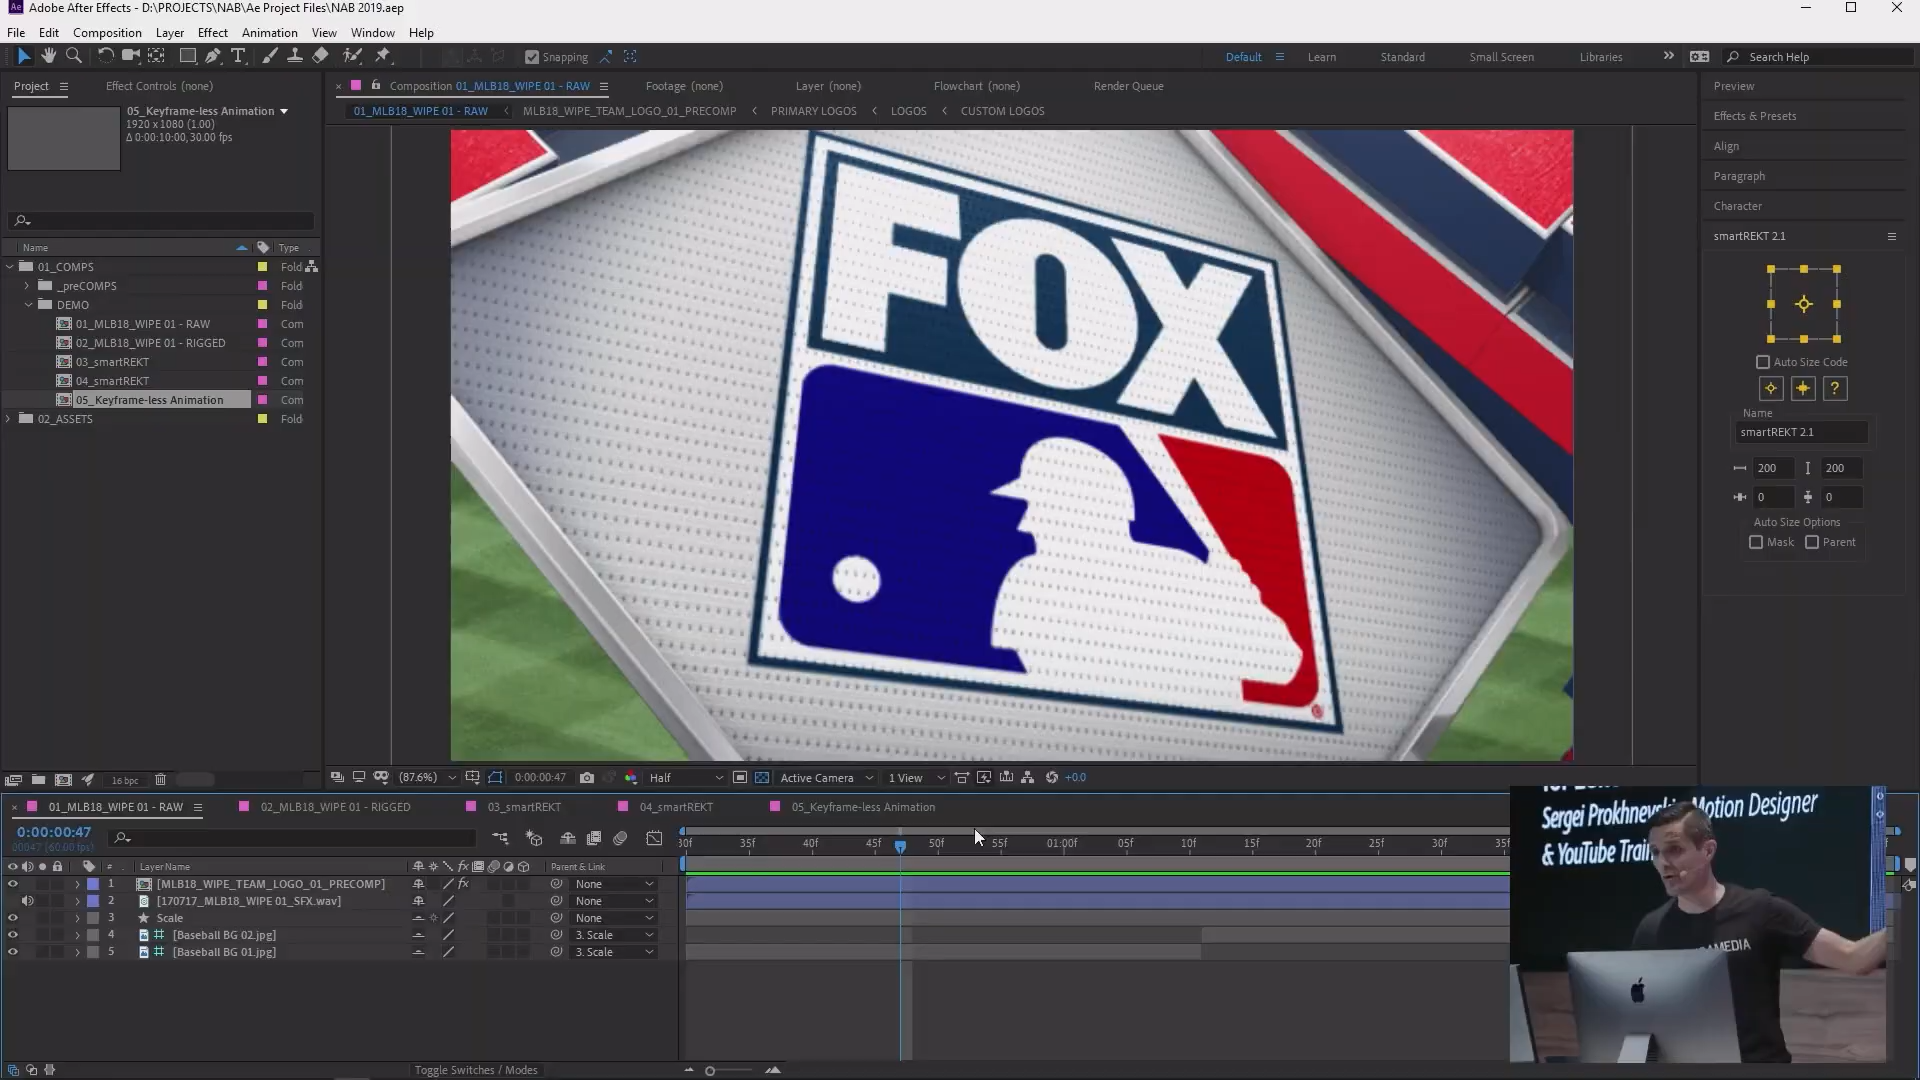 Ae Adobe After Effects - D:\PROJECTS\NAB\Ae Project Files\NAB 2019.aep
File Edit Composition Layer Effect Animation View Window Help
Snapping Default Learn Standard Small Screen Libraries Search Help
Project Effect Controls (none)
05_Keyframe-less Animation
1920 x 1080 (1.00)
Δ 0:00:10:00, 30.00 fps
Name Type
01_COMPS Fold
_preCOMPS Fold
DEMO Fold
01_MLB18_WIPE 01 - RAW Com
02_MLB18_WIPE 01 - RIGGED Com
03_smartREKT Com
04_smartREKT Com
05_Keyframe-less Animation Com
02_ASSETS Fold
16 bpc
Composition 01_MLB18_WIPE 01 - RAW Footage (none) Layer (none) Flowchart (none) Render Queue
01_MLB18_WIPE 01 - RAW MLB18_WIPE_TEAM_LOGO_01_PRECOMP PRIMARY LOGOS LOGOS CUSTOM LOGOS
FOX
®
(87.6%) 0:00:00:47 Half Active Camera 1 View +0.0
Preview
Effects & Presets
Align
Paragraph
Character
smartREKT 2.1
Auto Size Code
?
Name
smartREKT 2.1
200 200
0 0
Auto Size Options
Mask Parent
01_MLB18_WIPE 01 - RAW 02_MLB18_WIPE 01 - RIGGED 03_smartREKT 04_smartREKT 05_Keyframe-less Animation
0:00:00:47
00047 (60.00 fps)
30f 35f 40f 45f 50f 55f 01:00f 05f 10f 15f 20f 25f 30f 35f
# LayerName fx Parent & Link
1 [MLB18_WIPE_TEAM_LOGO_01_PRECOMP] fx None
2 [170717_MLB18_WIPE 01_SFX.wav] None
3 Scale None
4 [Baseball BG 02.jpg] 3. Scale
5 [Baseball BG 01.jpg] 3. Scale
Toggle Switches / Modes
Sergei Motion Designer
& YouTube